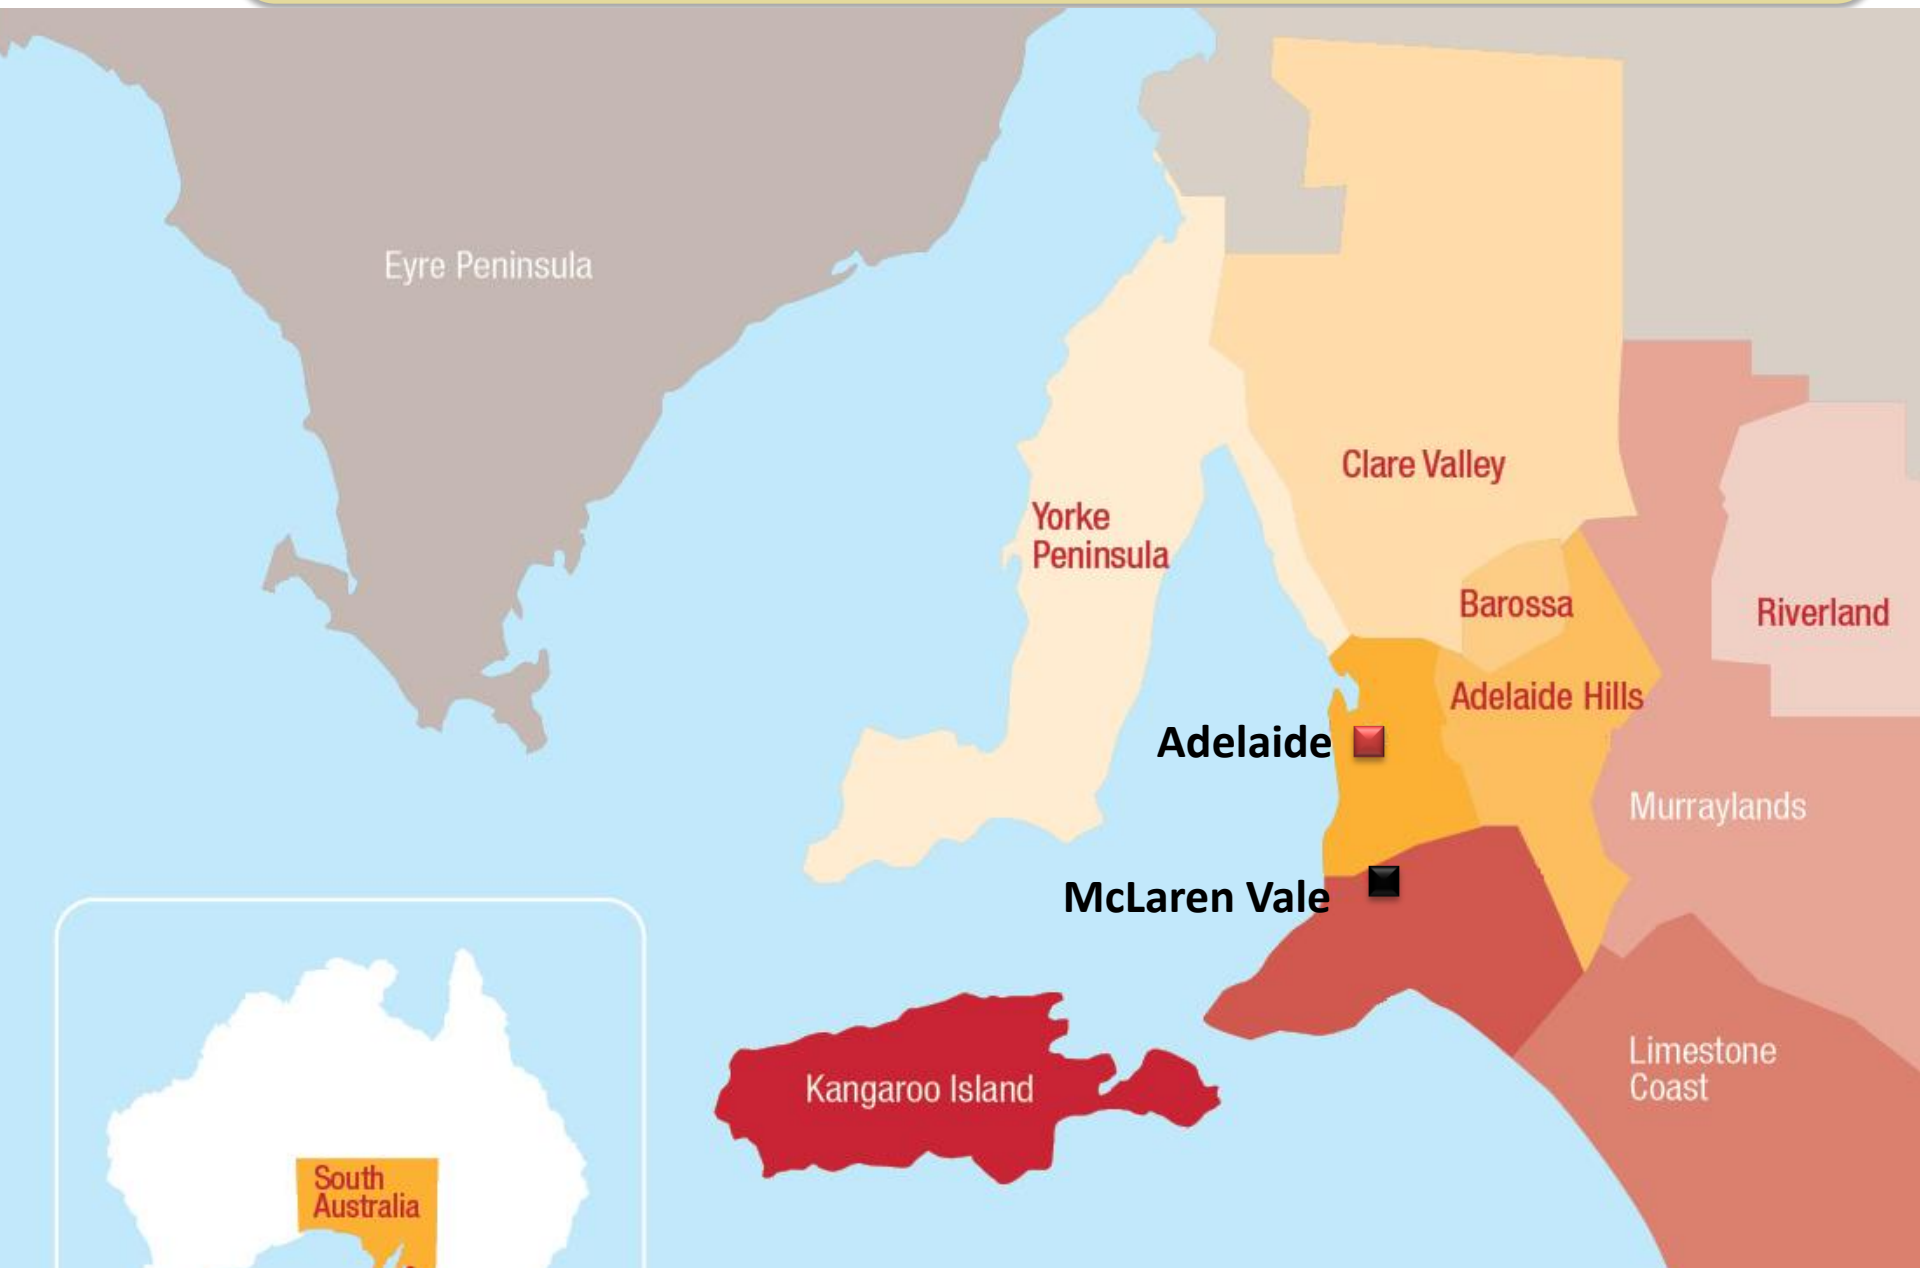 Eyre Peninsula
Clare Valley
Yorke
Peninsula
Barossa
Riverland
Adelaide Hills
Adelaide
Murraylands
McLaren Vale
Limestone
Coast
Kangaroo Island
South
Australia